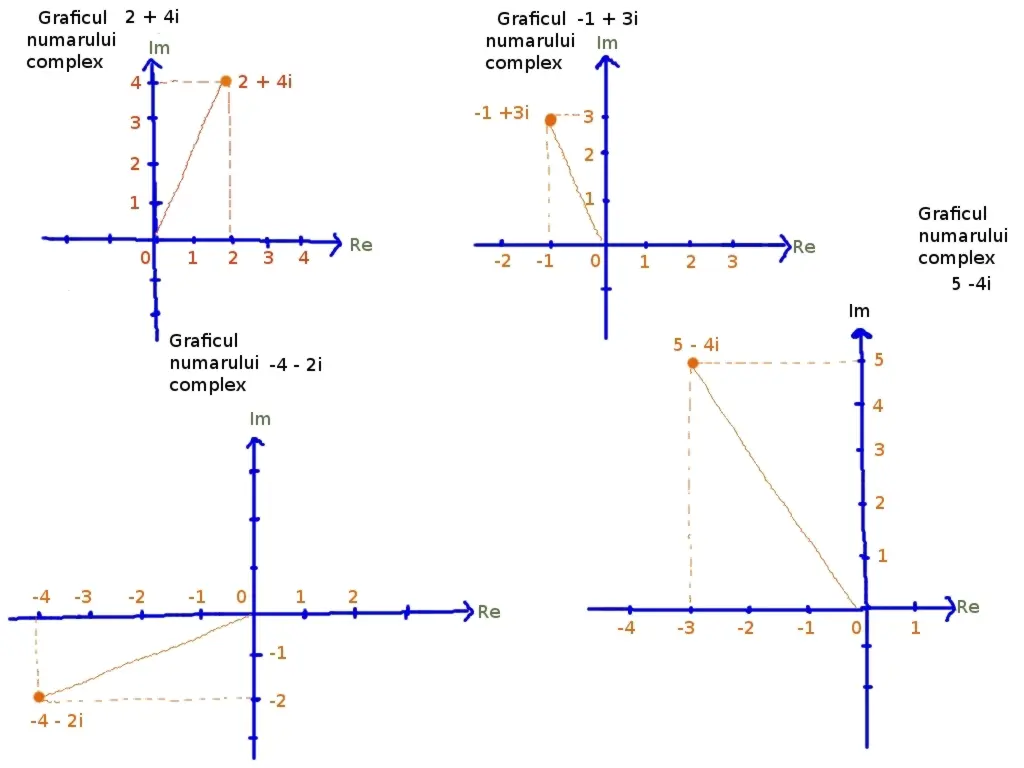 Graficul 2 + 4i
numarului
complex
Im
4
2 + 4i
3
2
1
0 1 2 3 4
Re
Graficul -1 + 3i
numarului
complex
Im
-1 +3i
3
2
1
-2 -1 0 1 2 3
Re
Graficul
numarului -4 - 2i
complex
Im
-4 -3 -2 -1 0 1 2
Re
-1
-2
-4 - 2i
Graficul
numarului
complex
5 -4i
Im
5 - 4i
5
4
3
2
1
-4 -3 -2 -1 0 1
Re